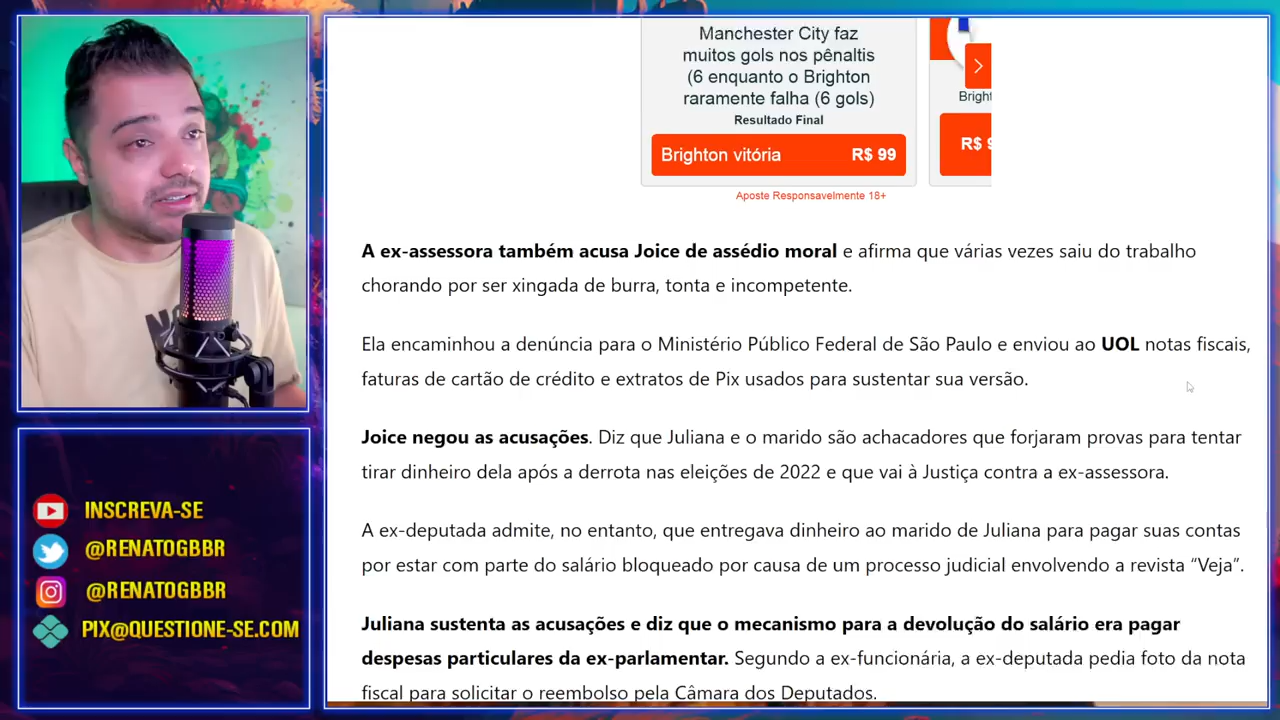 Manchester City faz
muitos gols nos pênaltis
(6 enquanto o Brighton
raramente falha (6 gols)
Resultado Final
Brighton vitória R$ 99
Aposte Responsavelmente 18+
A ex-assessora também acusa Joice de assédio moral e afirma que várias vezes saiu do trabalho
chorando por ser xingada de burra, tonta e incompetente.
Ela encaminhou a denúncia para o Ministério Público Federal de São Paulo e enviou ao UOL notas fiscais,
faturas de cartão de crédito e extratos de Pix usados para sustentar sua versão.
Joice negou as acusações. Diz que Juliana e o marido são achacadores que forjaram provas para tentar
tirar dinheiro dela após a derrota nas eleições de 2022 e que vai à Justiça contra a ex-assessora.
A ex-deputada admite, no entanto, que entregava dinheiro ao marido de Juliana para pagar suas contas
por estar com parte do salário bloqueado por causa de um processo judicial envolvendo a revista “Veja”.
Juliana sustenta as acusações e diz que o mecanismo para a devolução do salário era pagar
despesas particulares da ex-parlamentar. Segundo a ex-funcionária, a ex-deputada pedia foto da nota
fiscal para solicitar o reembolso pela Câmara dos Deputados.
INSCREVA-SE
@RENATOGBBR
@RENATOGBBR
PIX@QUESTIONE-SE.COM